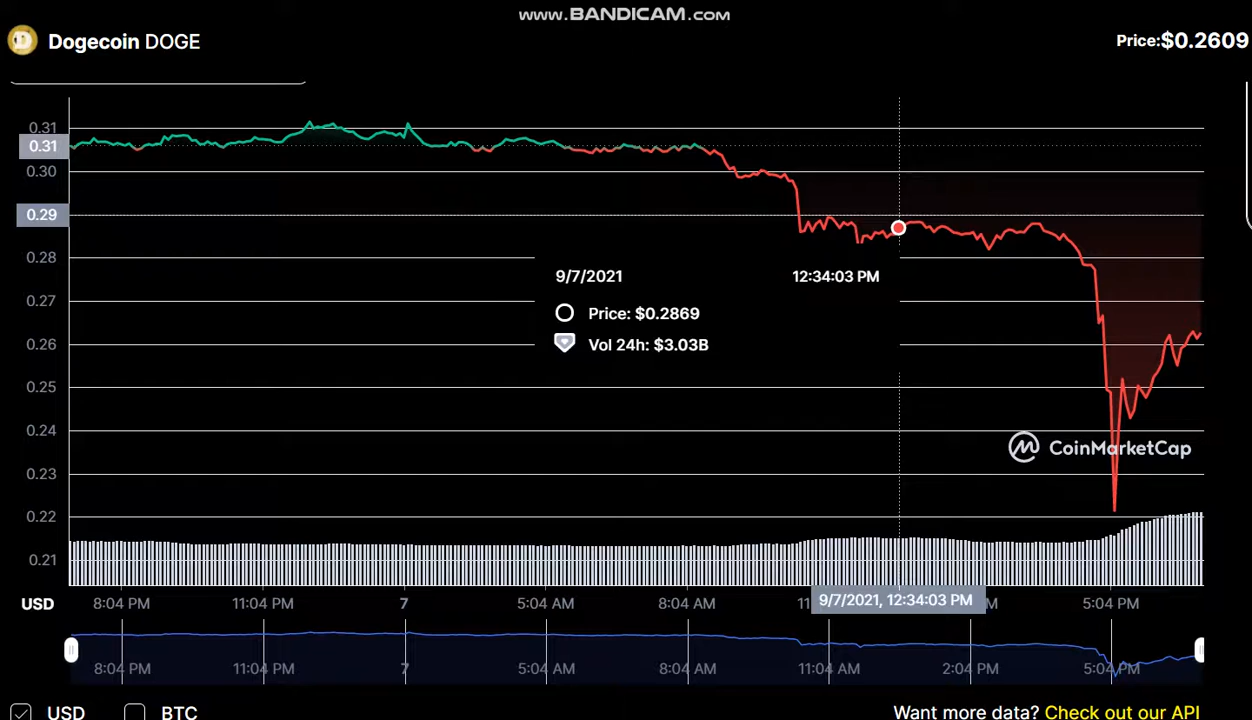 www.BANDICAM.com
Dogecoin DOGE
Price:$0.2609
0.31
0.31
0.30
0.29
0.28
9/7/2021 12:34:03 PM
0.27
Price: $0.2869
0.26
Vol 24h: $3.03B
0.25
0.24
CoinMarketCap
0.23
0.22
0.21
USD 8:04 PM 11:04 PM 7 5:04 AM 8:04 AM 11 9/7/2021, 12:34:03 PM M 5:04 PM
8:04 PM 11:04 PM 7 5:04 AM 8:04 AM 11:04 AM 2:04 PM 5:04 PM
USD BTC
Want more data? Check out our API